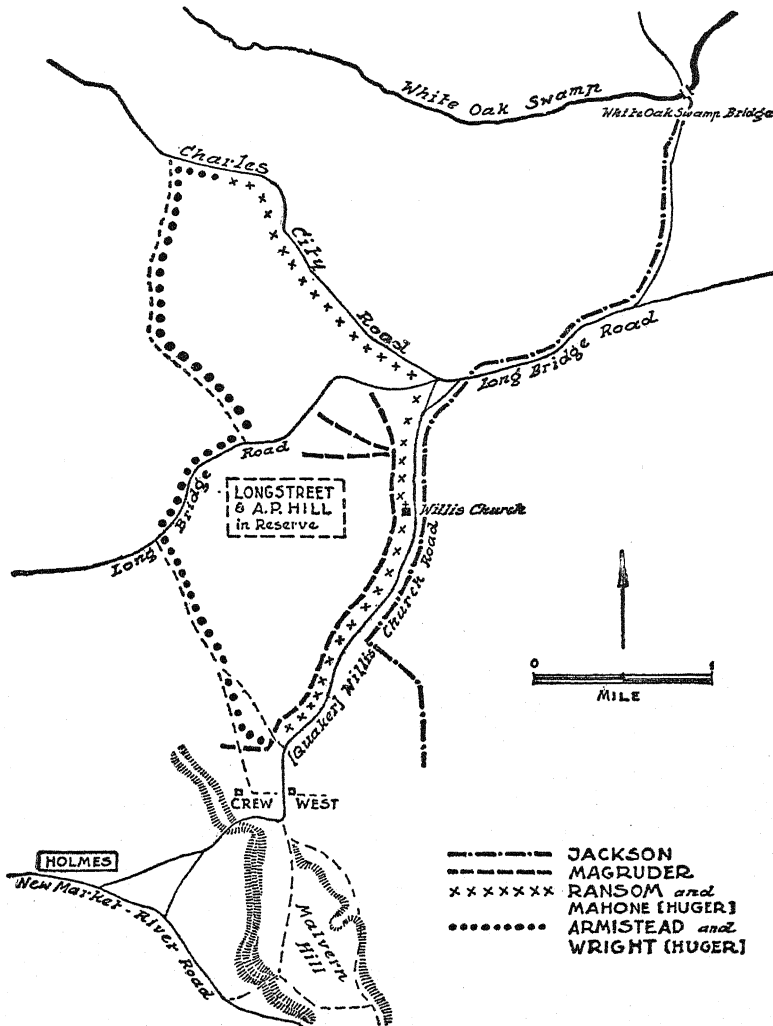 White Oak Swamp
White Oak Swamp Bridge
Charles
City
Road
Long Bridge Road
Road
Bridge
Long
LONGSTREET
& A.P. HILL
in Reserve
Willis Church
[Quaker] Willis Church Road
0 1
MILE
CREW WEST
HOLMES
New Market-River Road
Malvern
Hill
JACKSON
MAGRUDER
RANSOM and
MAHONE [HUGER]
ARMISTEAD and
WRIGHT [HUGER]